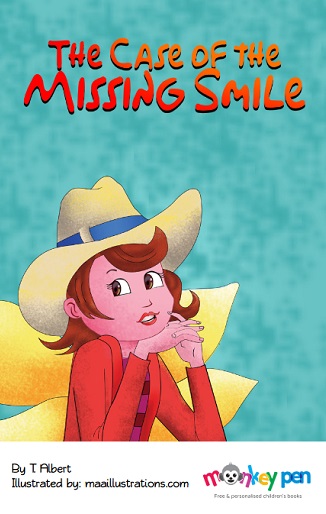 The Case of the
Missing Smile
By T. Albert
Illustrated by: maaillustrations.com
monkey pen
Free & personalised children's books